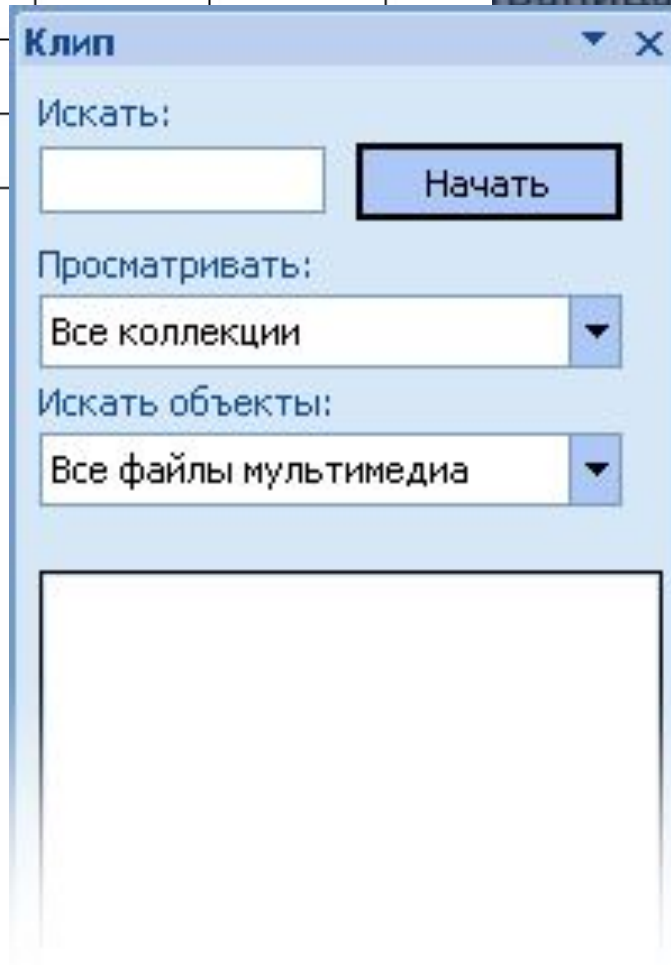 Клип
Искать:
Начать
Просматривать:
Все коллекции
Искать объекты:
Все файлы мультимедиа